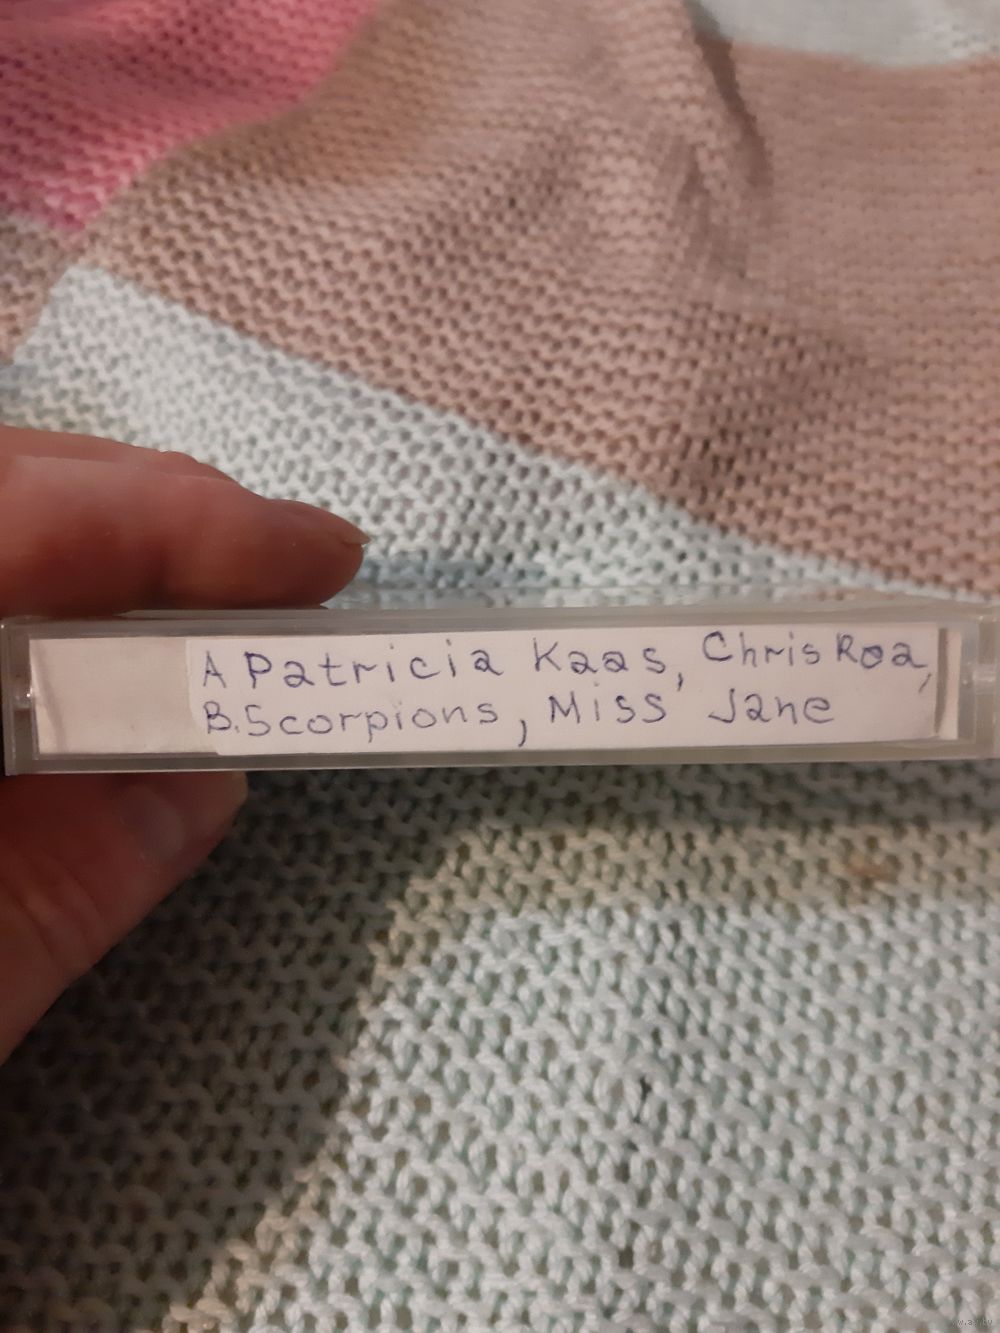 A Patricia Kaas, Chris Roa,
B. Scorpions, Miss Jane